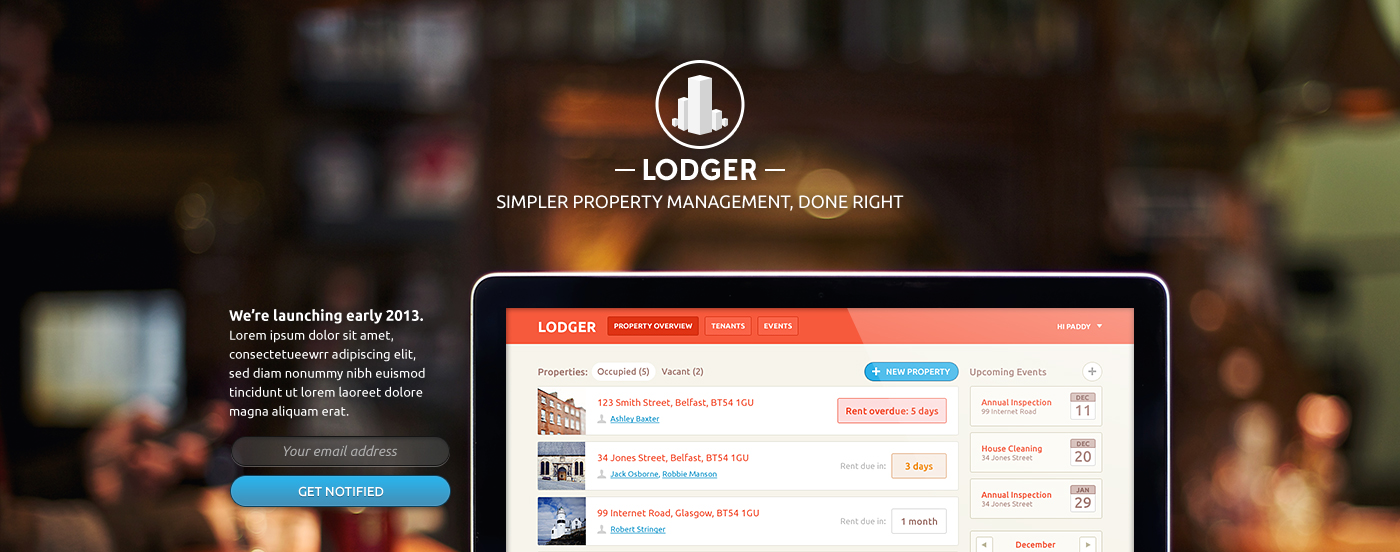 LODGER
SIMPLER PROPERTY MANAGEMENT, DONE RIGHT
We're launching early 2013.
Lorem ipsum dolor sit amet,
consectetueewrr adipiscing elit,
sed diam nonummy nibh euismod
tincidunt ut lorem laoreet dolore
magna aliquam erat.
Your email address
GET NOTIFIED
LODGER PROPERTY OVERVIEW TENANTS EVENTS HI PADDY
Properties: Occupied (5) Vacant (2) + NEW PROPERTY
123 Smith Street, Belfast, BT54 1GU
Ashley Baxter
Rent overdue: 5 days
34 Jones Street, Belfast, BT54 1GU
Jack Osborne, Robbie Manson
Rent due in: 3 days
99 Internet Road, Glasgow, BT54 1GU
Robert Stringer
Rent due in: 1 month
Upcoming Events +
Annual Inspection
99 Internet Road
DEC
11
House Cleaning
34 Jones Street
DEC
20
Annual Inspection
34 Jones Street
JAN
29
December